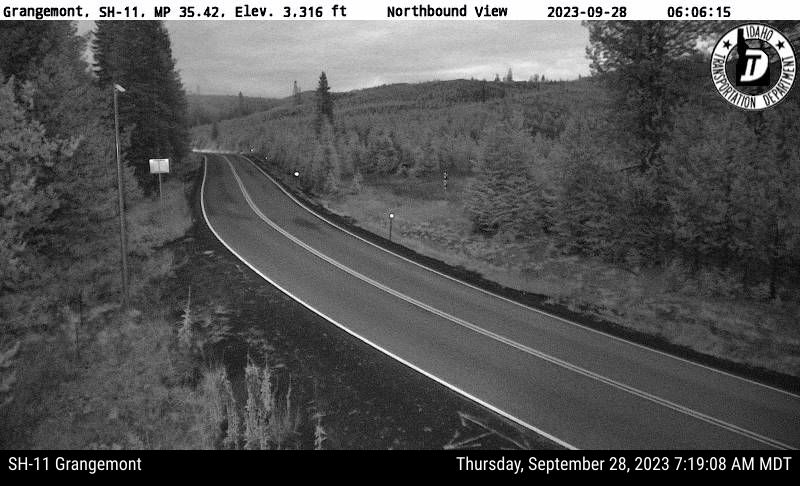 Grangemont, SH-11, MP 35.42, Elev. 3,316 ft Northbound View 2023-09-28 06:06:15
IDAHO
TRANSPORTATION DEPARTMENT
SH-11 Grangemont Thursday, September 28, 2023 7:19:08 AM MDT